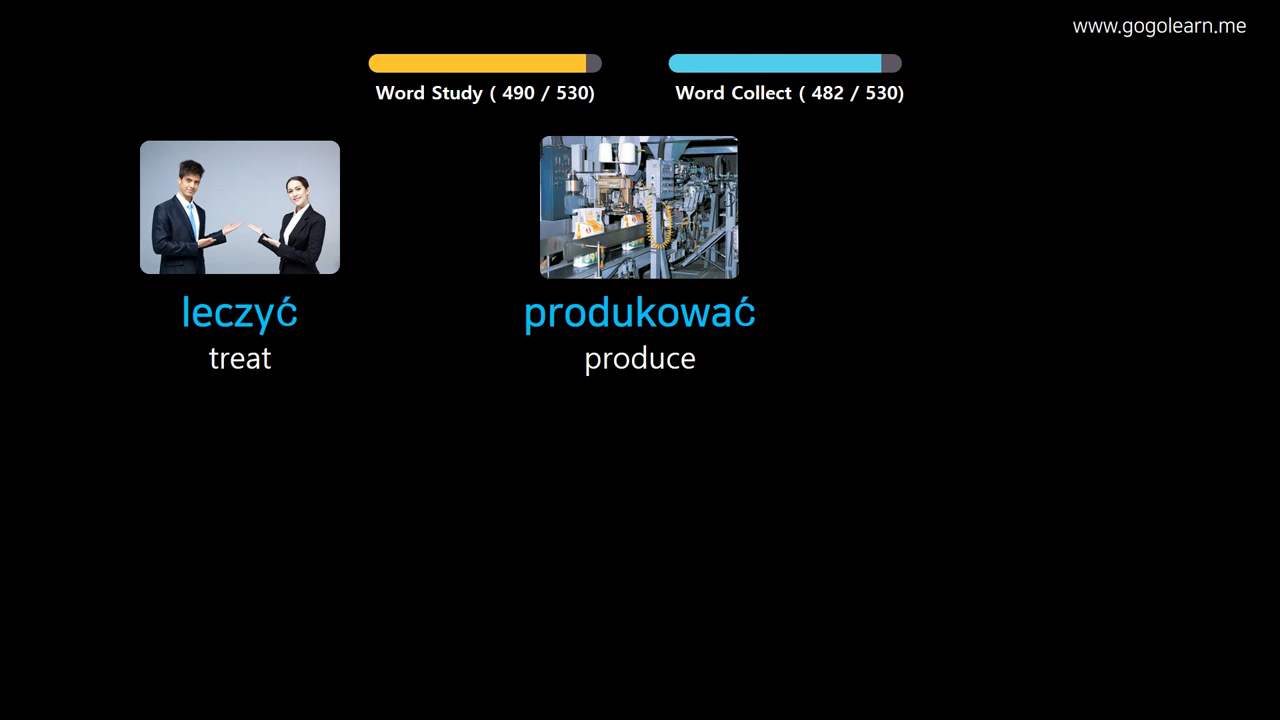 www.gogolearn.me
Word Study ( 490 / 530)
Word Collect ( 482 / 530)
leczyć
treat
produkować
produce